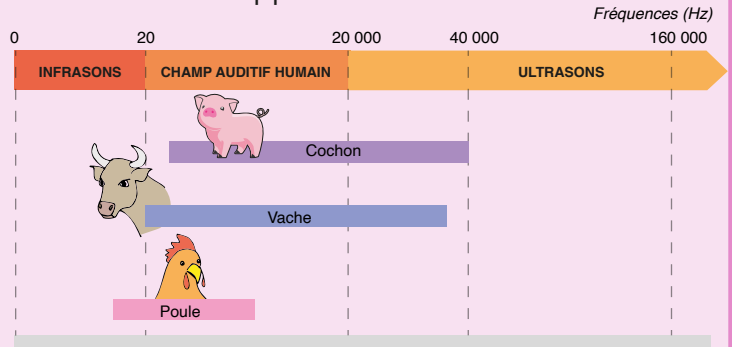 Fréquences (Hz)
0 20 20 000 40 000 160 000
INFRASONS CHAMP AUDITIF HUMAIN ULTRASONS
Cochon
Vache
Poule